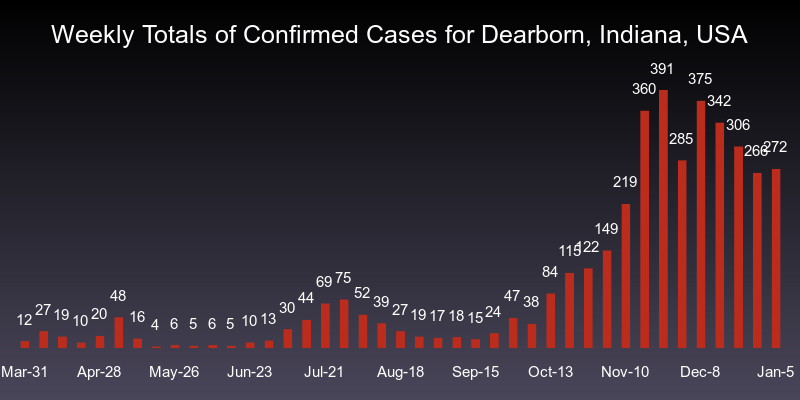 Weekly Totals of Confirmed Cases for Dearborn, Indiana, USA
12 27 19 10 20 48 16 4 6 5 6 5 10 13 30 44 69 75 52 39 27 19 17 18 15 24 47 38 84 115 122 149 219 360 391 285 375 342 306 266 272
Mar-31 Apr-28 May-26 Jun-23 Jul-21 Aug-18 Sep-15 Oct-13 Nov-10 Dec-8 Jan-5